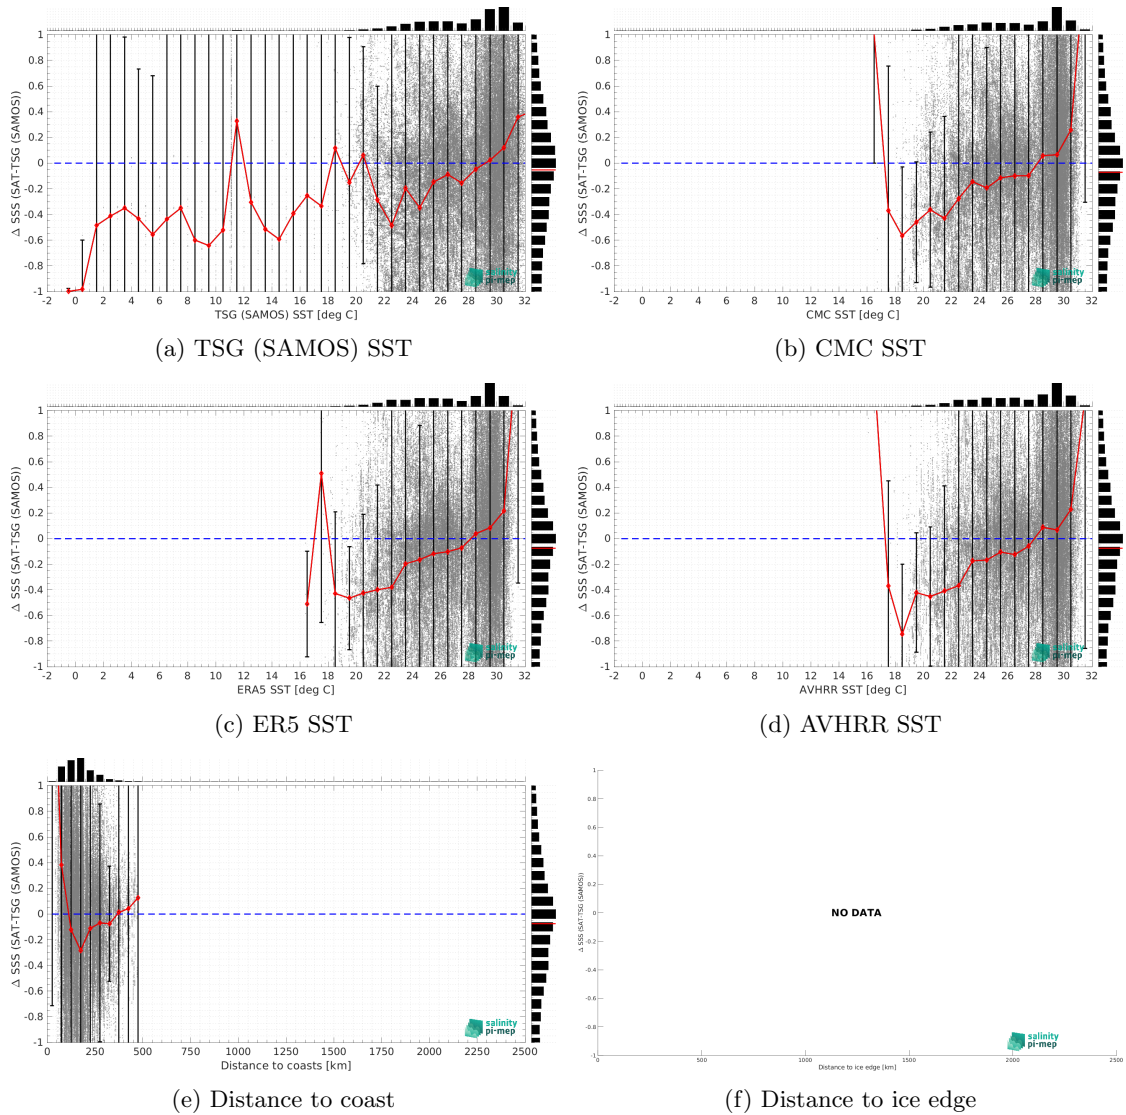 Δ SSS (SAT-TSG (SAMOS))
1
0.8
0.6
0.4
0.2
0
-0.2
-0.4
-0.6
-0.8
-1
-2 0 2 4 6 8 10 12 14 16 18 20 22 24 26 28 30 32
TSG (SAMOS) SST [deg C]
salinity
pi-mep
(a) TSG (SAMOS) SST
Δ SSS (SAT-TSG (SAMOS))
1
0.8
0.6
0.4
0.2
0
-0.2
-0.4
-0.6
-0.8
-1
-2 0 2 4 6 8 10 12 14 16 18 20 22 24 26 28 30 32
CMC SST [deg C]
salinity
pi-mep
(b) CMC SST
Δ SSS (SAT-TSG (SAMOS))
1
0.8
0.6
0.4
0.2
0
-0.2
-0.4
-0.6
-0.8
-1
-2 0 2 4 6 8 10 12 14 16 18 20 22 24 26 28 30 32
ERA5 SST [deg C]
salinity
pi-mep
(c) ER5 SST
Δ SSS (SAT-TSG (SAMOS))
1
0.8
0.6
0.4
0.2
0
-0.2
-0.4
-0.6
-0.8
-1
-2 0 2 4 6 8 10 12 14 16 18 20 22 24 26 28 30 32
AVHRR SST [deg C]
salinity
pi-mep
(d) AVHRR SST
Δ SSS (SAT-TSG (SAMOS))
1
0.8
0.6
0.4
0.2
0
-0.2
-0.4
-0.6
-0.8
-1
0 250 500 750 1000 1250 1500 1750 2000 2250 2500
Distance to coasts [km]
salinity
pi-mep
(e) Distance to coast
Δ SSS (SAT-TSG (SAMOS))
1
0.8
0.6
0.4
0.2
0
-0.2
-0.4
-0.6
-0.8
-1
NO DATA
0 500 1000 1500 2000 2500
Distance to ice edge [km]
salinity
pi-mep
(f) Distance to ice edge